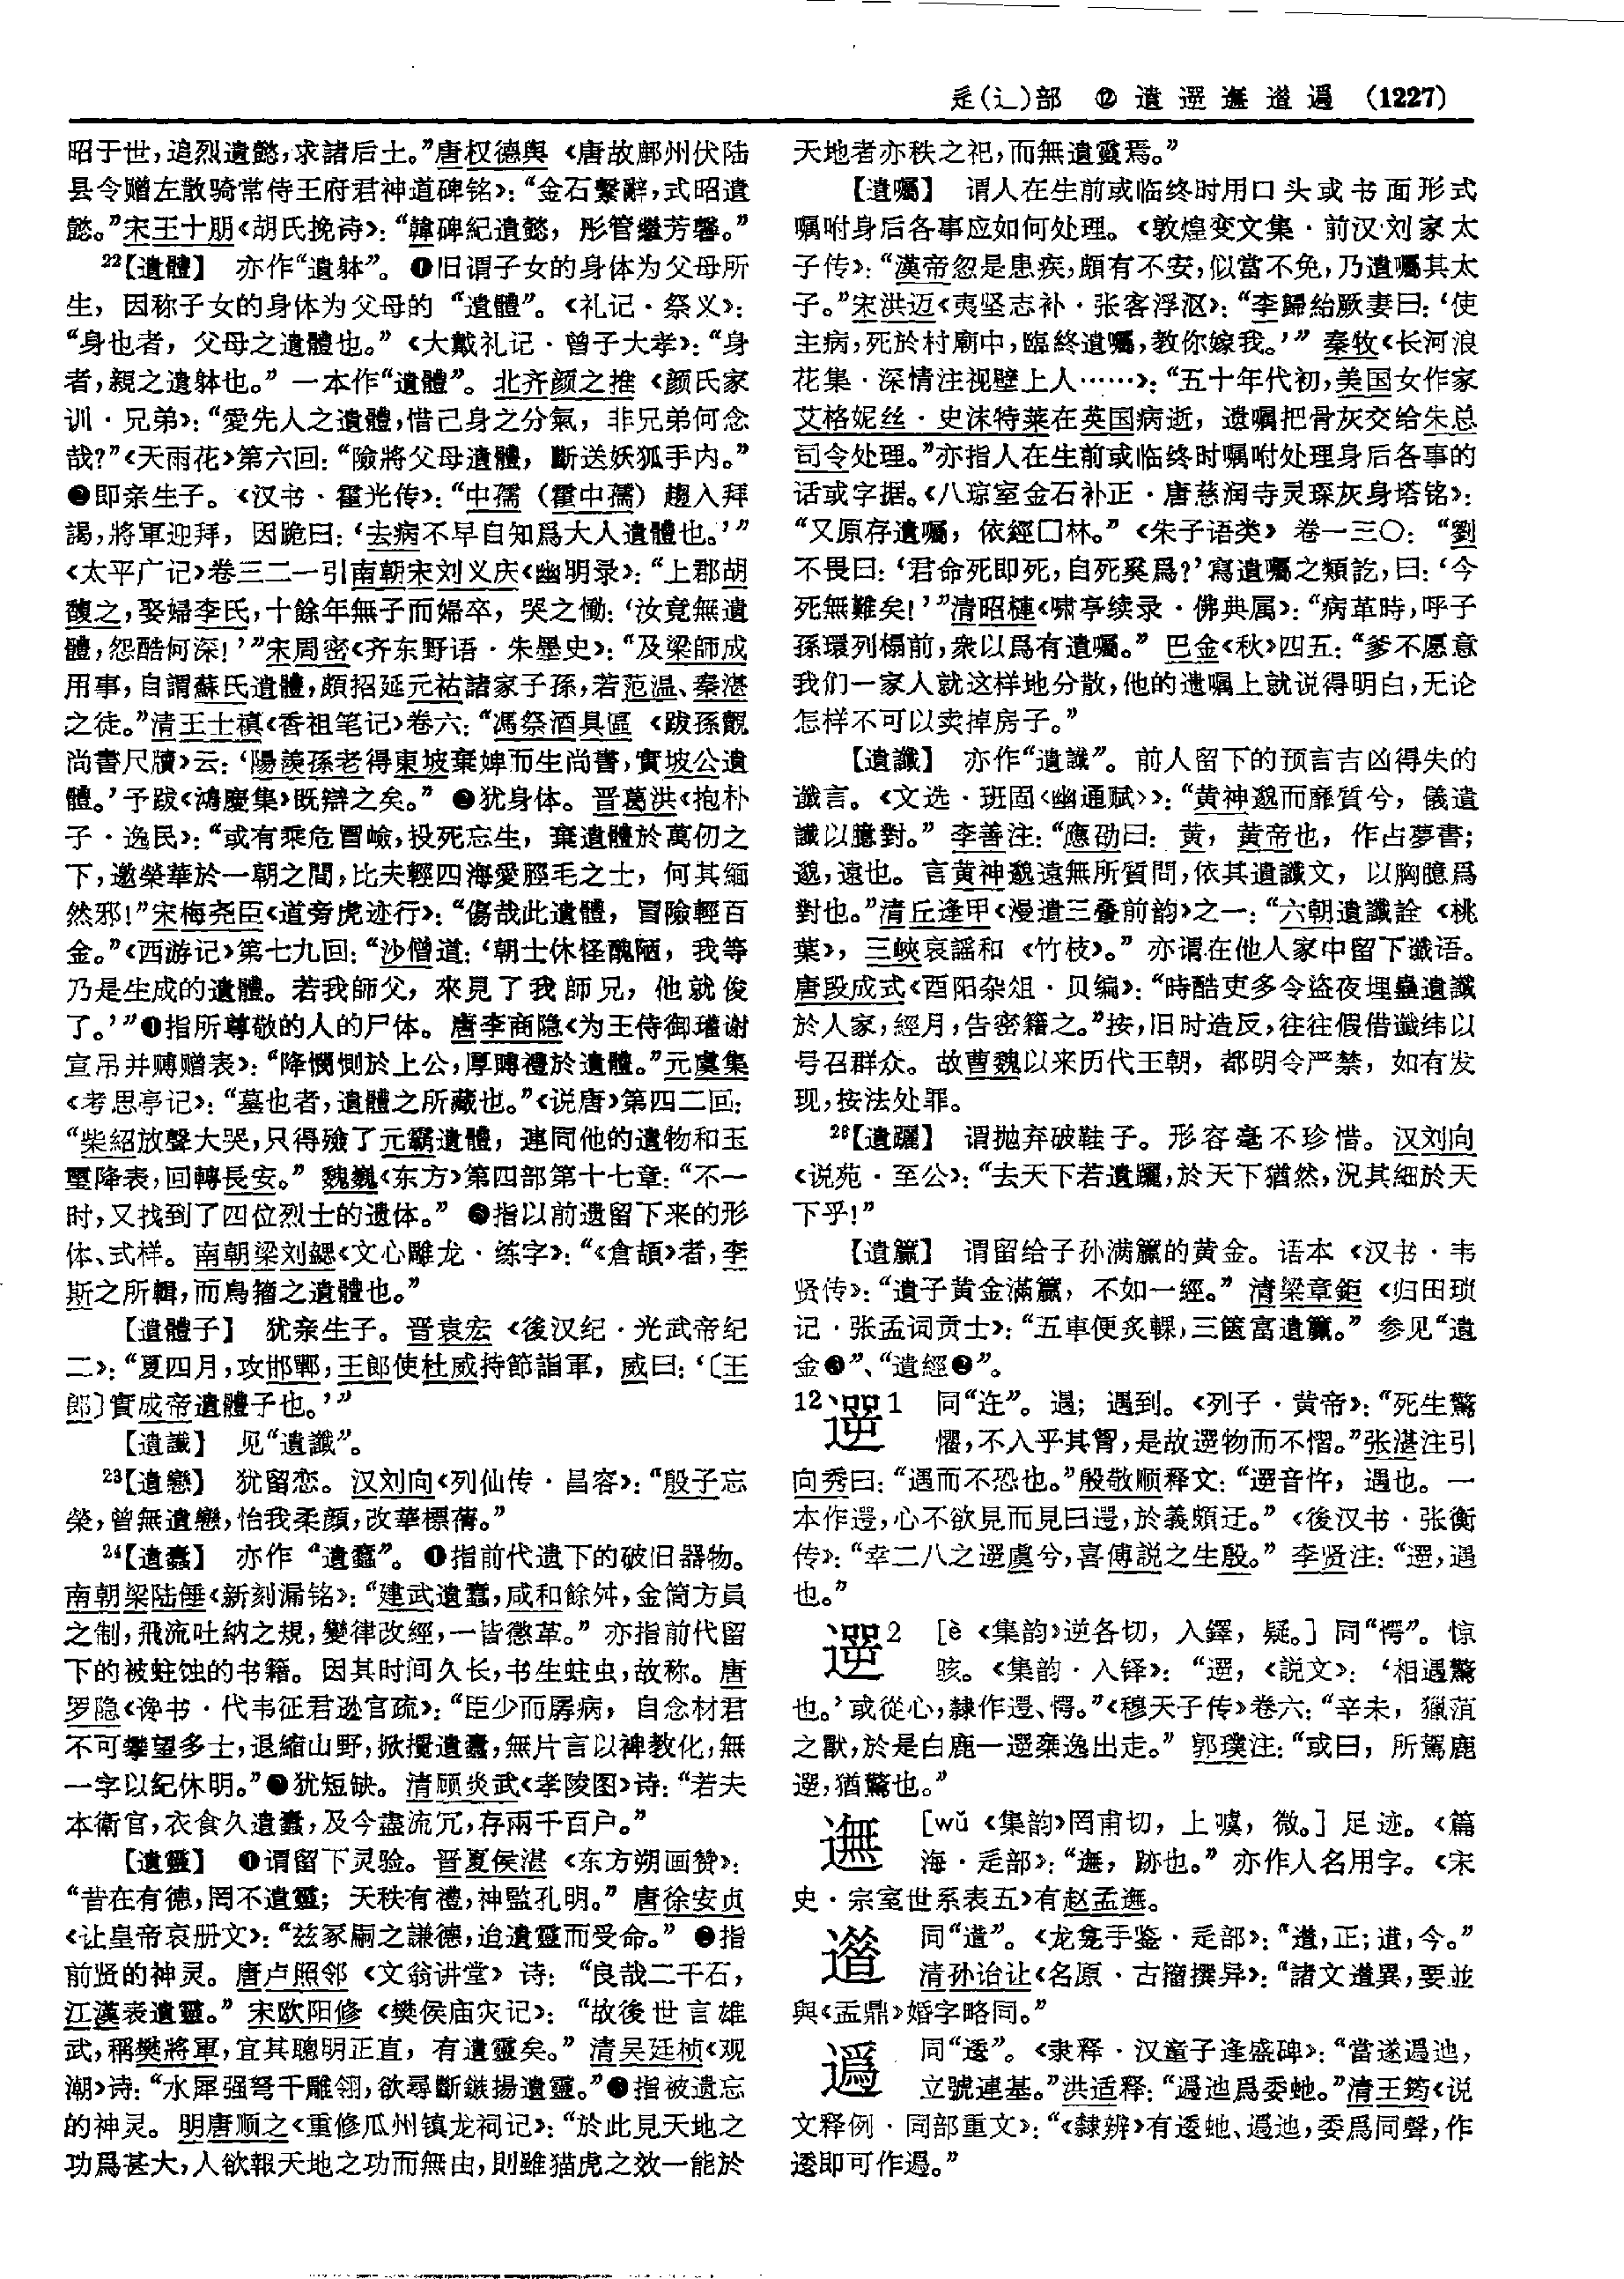 辵(辶)部 ⑫ 遺遻𨗭遒䢿 (1227)
昭于世，追烈遺懿，求諸后土。”唐权德舆《唐故鄜州伏陆
县令赠左散骑常侍王府君神道碑铭》：“金石繫辭，式昭遺
懿。”宋王十朋《胡氏挽诗》：“韓碑紀遺懿，彤管繼芳馨。”
22【遺體】 亦作“遺躰”。❶旧谓子女的身体为父母所
生，因称子女的身体为父母的“遺體”。《礼记·祭义》：
“身也者，父母之遺體也。”《大戴礼记·曾子大孝》：“身
者，親之遺躰也。”一本作“遺體”。北齐颜之推《颜氏家
训·兄弟》：“愛先人之遺體，惜己身之分氣，非兄弟何念
哉？”《天雨花》第六回：“險將父母遺體，斷送妖狐手内。”
❷即亲生子。《汉书·霍光传》：“中孺（霍中孺）趨入拜
謁，將軍迎拜，因跪曰：‘去病不早自知爲大人遺體也。’”
《太平广记》卷三二一引南朝宋刘义庆《幽明录》：“上郡胡
馥之，娶婦李氏，十餘年無子而婦卒，哭之慟：‘汝竟無遺
體，怨酷何深！’”宋周密《齐东野语·朱墨史》：“及梁師成
用事，自謂蘇氏遺體，頗招延元祐諸家子孫，若范温、秦湛
之徒。”清王士禛《香祖笔记》卷六：“馮祭酒具區《跋孫覿
尚書尺牘》云：‘陽羨孫老得東坡棄婢而生尚書，實坡公遺
體。’予跋《鴻慶集》既辯之矣。”❸犹身体。晋葛洪《抱朴
子·逸民》：“或有乘危冒嶮，投死忘生，棄遺體於萬仞之
下，邀榮華於一朝之間，比夫輕四海愛脛毛之士，何其緬
然邪！”宋梅尧臣《道旁虎迹行》：“傷哉此遺體，冒險輕百
金。”《西游记》第七九回：“沙僧道：‘朝士休怪醜陋，我等
乃是生成的遺體。若我師父，來見了我師兄，他就俊
了。’”❹指所尊敬的人的尸体。唐李商隐《为王侍御瓘谢
宣吊并赙赠表》：“降惻惻於上公，厚賻禮於遺體。”元虞集
《考思亭记》：“墓也者，遺體之所藏也。”《说唐》第四二回：
“柴紹放聲大哭，只得殮了元霸遺體，連同他的遺物和玉
璽降表，回轉長安。”魏巍《东方》第四部第十七章：“不一
时，又找到了四位烈士的遗体。”❺指以前遗留下来的形
体、式样。南朝梁刘勰《文心雕龙·练字》：“《倉頡》者，李
斯之所輯，而鳥籀之遺體也。”
【遺體子】 犹亲生子。晋袁宏《後汉纪·光武帝纪
二》：“夏四月，攻邯鄲，王郎使杜威持節詣軍，威曰：‘〔王
郎〕實成帝遺體子也。’”
【遺䜟】 见“遺讖”。
23【遺戀】 犹留恋。汉刘向《列仙传·昌容》：“殷子忘
榮，曾無遺戀，怡我柔顔，改華標蒨。”
24【遺蠹】 亦作“遺蠧”。❶指前代遗下的破旧器物。
南朝梁陆倕《新刻漏铭》：“建武遺蠹，咸和餘舛，金筒方員
之制，飛流吐納之規，變律改經，一皆懲革。”亦指前代留
下的被蛀蚀的书籍。因其时间久长，书生蛀虫，故称。唐
罗隐《谗书·代韦征君逊官疏》：“臣少而孱病，自念材君
不可攀望多士，退縮山野，掀攪遺蠹，無片言以裨教化，無
一字以紀休明。”❷犹短缺。清顾炎武《孝陵图》诗：“若夫
本衛官，衣食久遺蠹，及今盡流冗，存兩千百户。”
【遺靈】 ❶谓留下灵验。晋夏侯湛《东方朔画赞》：
“昔在有德，罔不遺靈；天秩有禮，神監孔明。”唐徐安贞
《让皇帝哀册文》：“兹冢嗣之謙德，追遺靈而受命。”❷指
前贤的神灵。唐卢照邻《文翁讲堂》诗：“良哉二千石，
江漢表遺靈。”宋欧阳修《樊侯庙灾记》：“故後世言雄
武，稱樊將軍，宜其聰明正直，有遺靈矣。”清吴廷桢《观
潮》诗：“水犀强弩千雕翎，欲尋斷鏃揚遺靈。”❸指被遗忘
的神灵。明唐顺之《重修瓜州镇龙祠记》：“於此見天地之
功爲甚大，人欲報天地之功而無由，則雖猫虎之效一能於
天地者亦秩之祀，而無遺靈焉。”
【遺囑】 谓人在生前或临终时用口头或书面形式
嘱咐身后各事应如何处理。《敦煌变文集·前汉刘家太
子传》：“漢帝忽是患疾，頗有不安，似當不免，乃遺囑其太
子。”宋洪迈《夷坚志补·张客浮沤》：“李歸紿厥妻曰：‘使
主病，死於村廟中，臨終遺囑，教你嫁我。’”秦牧《长河浪
花集·深情注视壁上人……》：“五十年代初，美国女作家
艾格妮丝·史沫特莱在英国病逝，遗嘱把骨灰交给朱总
司令处理。”亦指人在生前或临终时嘱咐处理身后各事的
话或字据。《八琼室金石补正·唐慈润寺灵琛灰身塔铭》：
“又原存遺囑，依經囗林。”《朱子语类》卷一三〇：“劉
不畏曰：‘君命死即死，自死奚爲？’寫遺囑之類訖，曰：‘今
死無難矣！’”清昭槤《啸亭续录·佛典属》：“病革時，呼子
孫環列榻前，衆以爲有遺囑。”巴金《秋》四五：“爹不愿意
我们一家人就这样地分散，他的遗嘱上就说得明白，无论
怎样不可以卖掉房子。”
【遺讖】 亦作“遺䜟”。前人留下的预言吉凶得失的
谶言。《文选·班固〈幽通赋〉》：“黄神邈而靡質兮，儀遺
讖以臆對。”李善注：“應劭曰：黄，黄帝也，作占夢書；
邈，遠也。言黄神邈遠無所質問，依其遺讖文，以胸臆爲
對也。”清丘逢甲《漫遣三叠前韵》之一：“六朝遺讖詮《桃
葉》，三峽哀謡和《竹枝》。”亦谓在他人家中留下谶语。
唐段成式《酉阳杂俎·贝编》：“時酷吏多令盜夜埋蠱遺讖
於人家，經月，告密籍之。”按，旧时造反，往往假借谶纬以
号召群众。故曹魏以来历代王朝，都明令严禁，如有发
现，按法处罪。
26【遺躧】 谓抛弃破鞋子。形容毫不珍惜。汉刘向
《说苑·至公》：“去天下若遺躧，於天下猶然，況其細於天
下乎！”
【遺籯】 谓留给子孙满籯的黄金。语本《汉书·韦
贤传》：“遺子黄金滿籯，不如一經。”清梁章鉅《归田琐
记·张孟词贡士》：“五車便炙輠，三篋富遺籯。”参见“遺
金❸”、“遺經❷”。
12遻1 同“迕”。遇；遇到。《列子·黄帝》：“死生驚
懼，不入乎其胷，是故遻物而不慴。”张湛注引
向秀曰：“遇而不恐也。”殷敬顺释文：“遻音忤，遇也。一
本作遌，心不欲見而見曰遌，於義頗迂。”《後汉书·张衡
传》：“幸二八之遻虞兮，喜傅説之生殷。”李贤注：“遻，遇
也。”
遻2 [è 《集韵》逆各切，入鐸，疑。] 同“愕”。惊
骇。《集韵·入铎》：“遻，《説文》：‘相遇驚
也。’或從心，隸作遌、愕。”《穆天子传》卷六：“辛未，獵菹
之獸，於是白鹿一遻椉逸出走。”郭璞注：“或曰，所駕鹿
遻，猶驚也。”
𨗭 [wǔ 《集韵》罔甫切，上噳，微。] 足迹。《篇
海·辵部》：“𨗭，跡也。”亦作人名用字。《宋
史·宗室世系表五》有赵孟𨗭。
同“遒”。《龙龛手鉴·辵部》：
清孙诒让《名原·古籀撰异》：“諸文遒異，要並
與《盂鼎》婚字略同。”
同“逶”。《隶释·汉童子逢盛碑》：“當遂䢿迆，
立號建基。”洪适释：“䢿迆爲委虵。”清王筠《说
文释例·同部重文》：“《隸辨》有逶虵、䢿迆，委爲同聲，作
逶即可作䢿。”